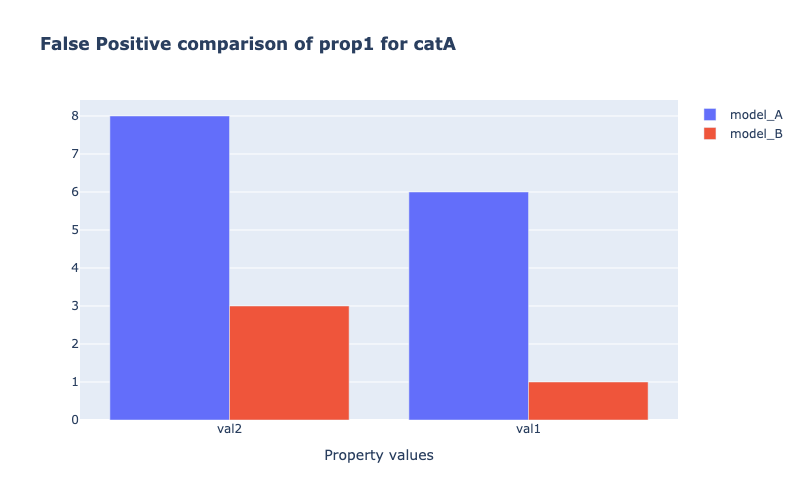 False Positive comparison of prop1 for catA
model_A
model_B
8
7
6
5
4
3
2
1
0
val2
val1
Property values